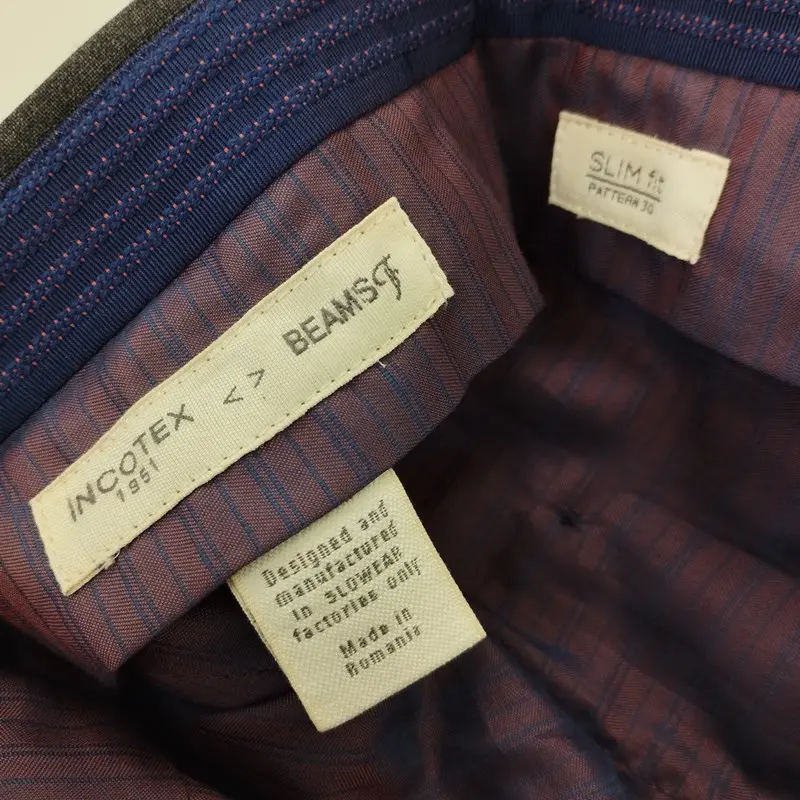 INCOTEX < > BEAMS F
1951
SLIM fit
PATTERN 30
Designed and
manufactured
in SLOWEAR
factories only
Made in
Romania